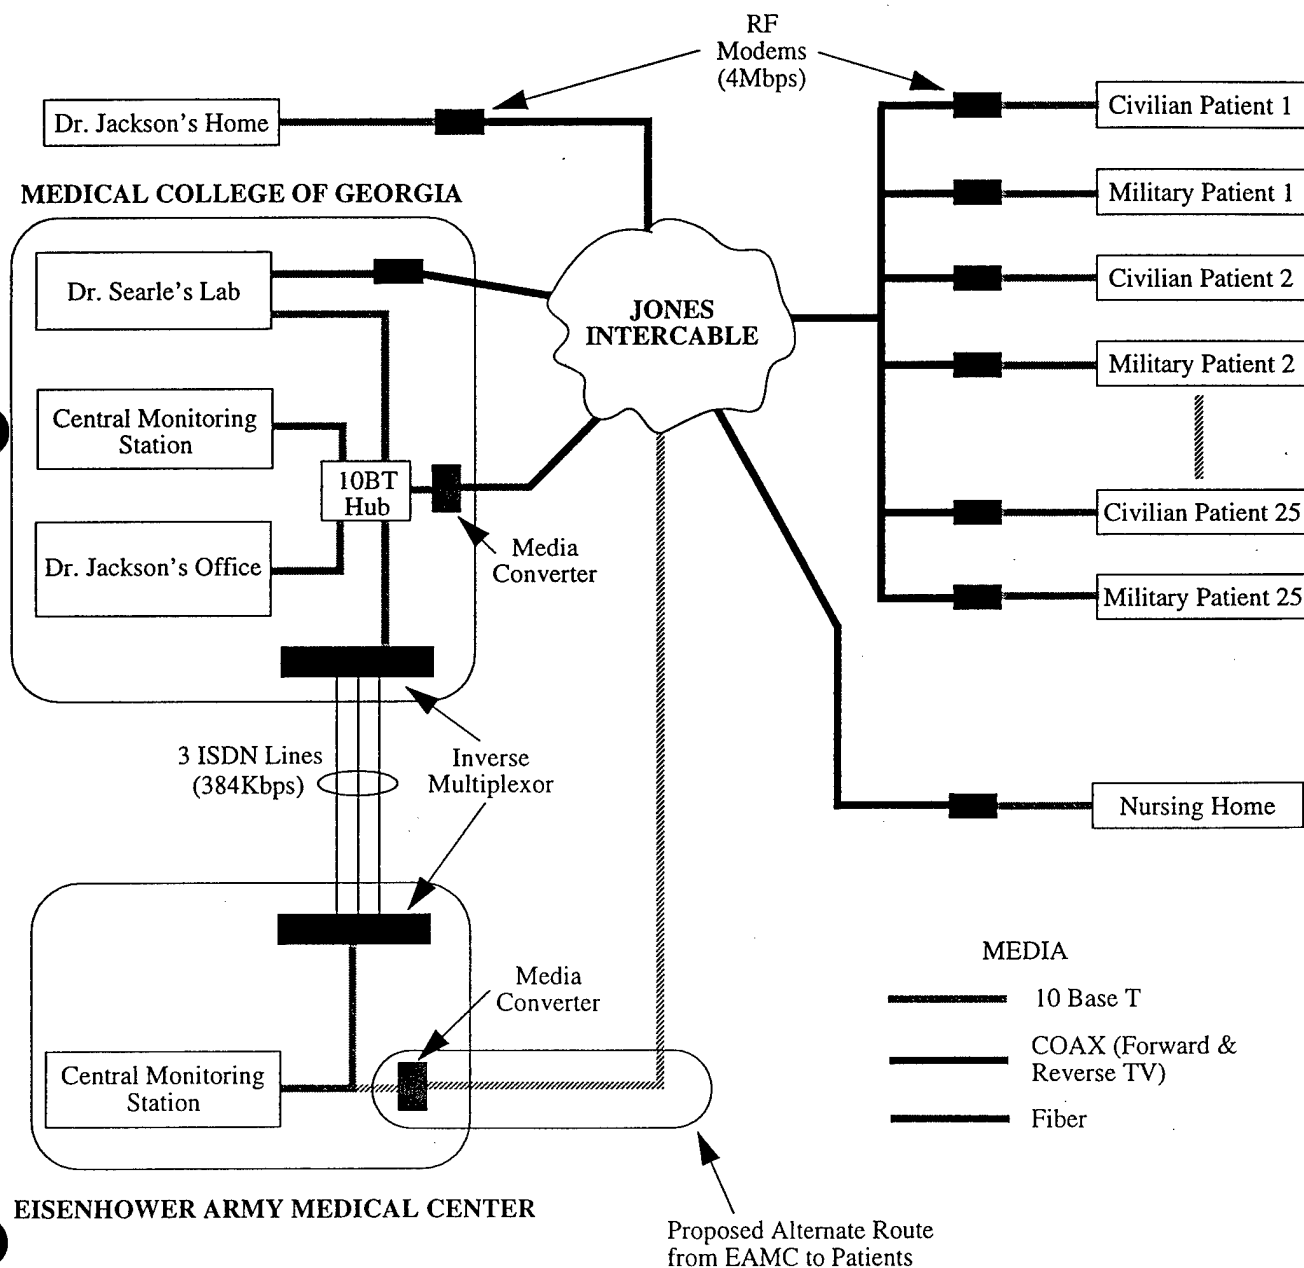 RF
Modems
(4Mbps)
Dr. Jackson's Home
Civilian Patient 1
MEDICAL COLLEGE OF GEORGIA
Military Patient 1
Dr. Searle's Lab
Civilian Patient 2
JONES
INTERCABLE
Military Patient 2
Central Monitoring
Station
10BT
Hub
Civilian Patient 25
Dr. Jackson's Office
Media
Converter
Military Patient 25
3 ISDN Lines
(384Kbps)
Inverse
Multiplexor
Nursing Home
MEDIA
10 Base T
COAX (Forward &
Reverse TV)
Fiber
Media
Converter
Central Monitoring
Station
EISENHOWER ARMY MEDICAL CENTER
Proposed Alternate Route
from EAMC to Patients